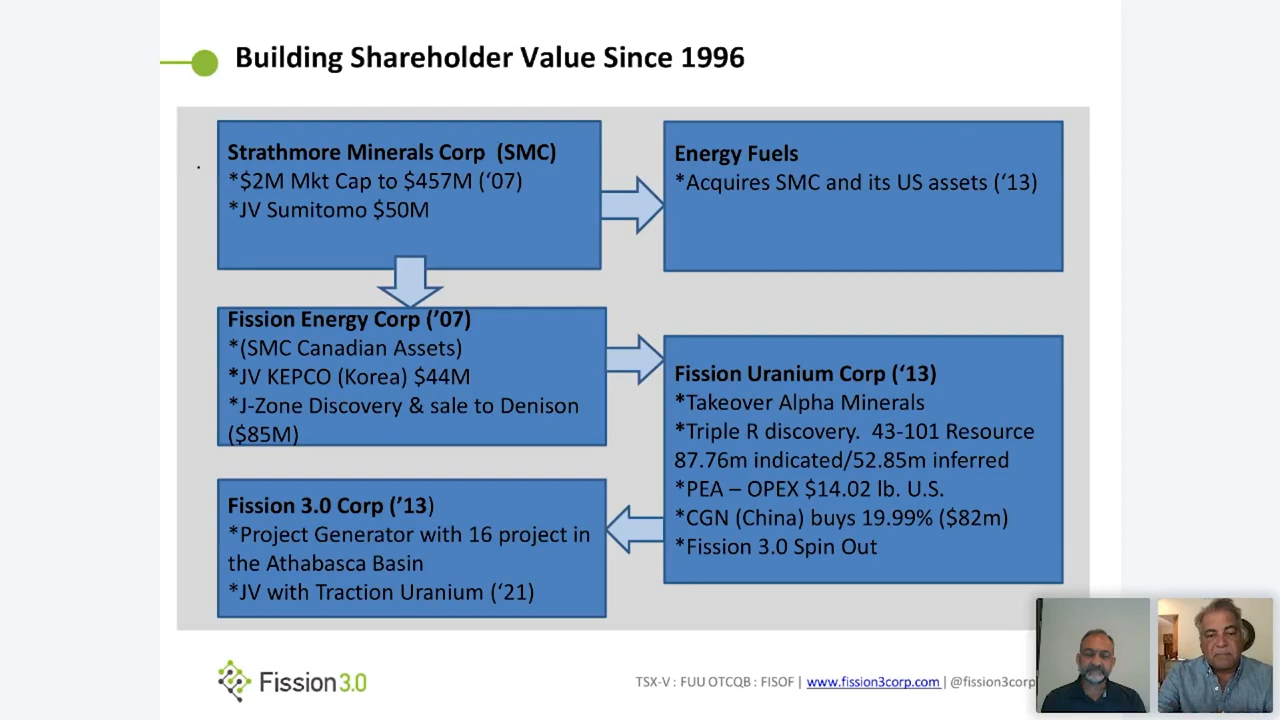 Building Shareholder Value Since 1996
Strathmore Minerals Corp (SMC)
*$2M Mkt Cap to $457M (‘07)
*JV Sumitomo $50M
Energy Fuels
*Acquires SMC and its US assets (‘13)
Fission Energy Corp (’07)
*(SMC Canadian Assets)
*JV KEPCO (Korea) $44M
*J-Zone Discovery & sale to Denison
($85M)
Fission Uranium Corp (‘13)
*Takeover Alpha Minerals
*Triple R discovery. 43-101 Resource
87.76m indicated/52.85m inferred
*PEA – OPEX $14.02 lb. U.S.
*CGN (China) buys 19.99% ($82m)
*Fission 3.0 Spin Out
Fission 3.0 Corp (’13)
*Project Generator with 16 project in
the Athabasca Basin
*JV with Traction Uranium (‘21)
Fission3.0
TSX-V : FUU OTCQB : FISOF | www.fission3corp.com | @fission3corp